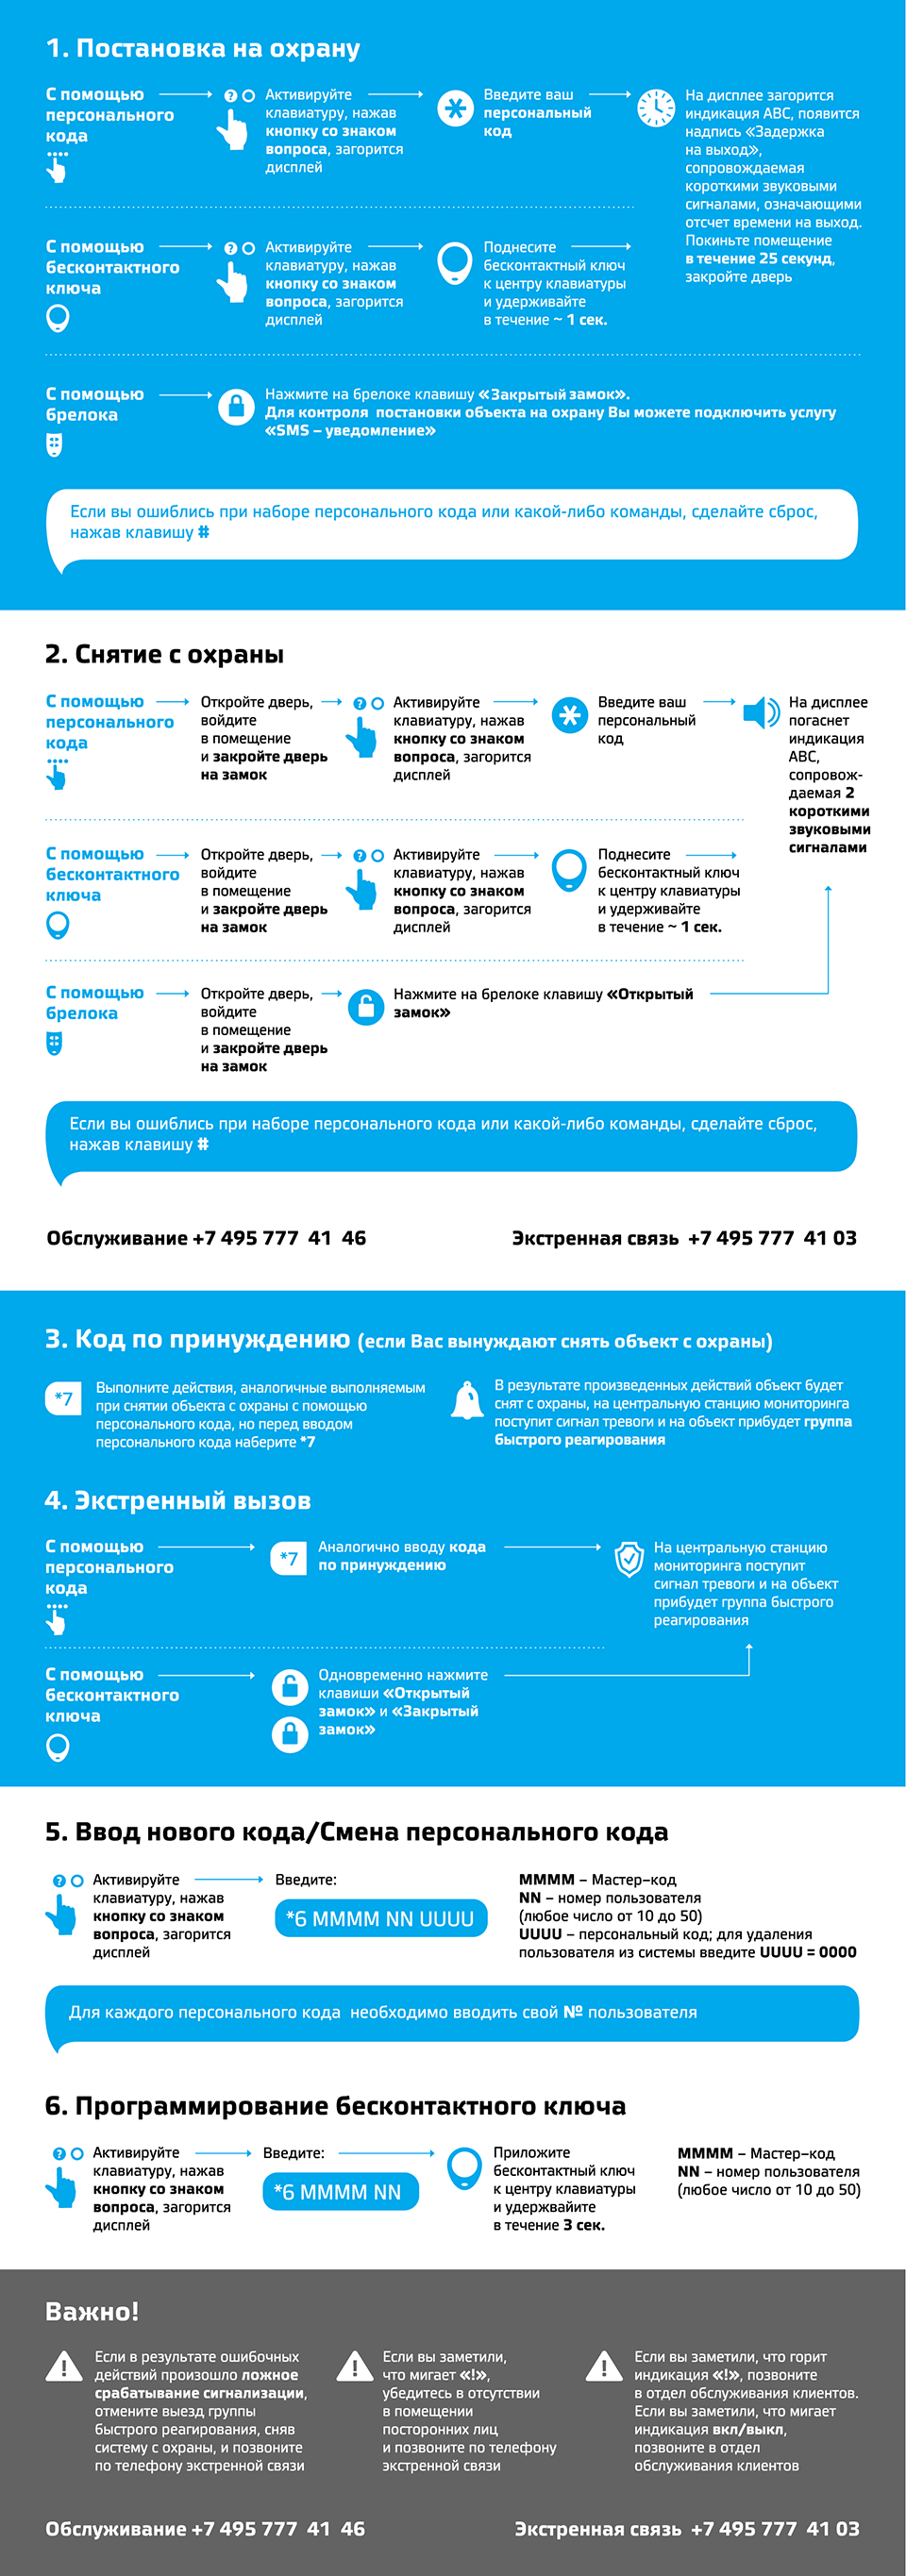 1. Постановка на охрану
С помощью
персонального
кода
Активируйте
клавиатуру, нажав
кнопку со знаком
вопроса, загорится
дисплей
Введите ваш
персональный
код
На дисплее загорится
индикация ABC, появится
надпись «Задержка
на выход»,
сопровождаемая
короткими звуковыми
сигналами, означающими
отсчет времени на выход.
Покиньте помещение
в течение 25 секунд,
закройте дверь
С помощью
бесконтактного
ключа
Активируйте
клавиатуру, нажав
кнопку со знаком
вопроса, загорится
дисплей
Поднесите
бесконтактный ключ
к центру клавиатуры
и удерживайте
в течение ~ 1 сек.
С помощью
брелока
Нажмите на брелоке клавишу «Закрытый замок».
Для контроля постановки объекта на охрану Вы можете подключить услугу
«SMS – уведомление»
Если вы ошиблись при наборе персонального кода или какой-либо команды, сделайте сброс,
нажав клавишу #
2. Снятие с охраны
С помощью
персонального
кода
Откройте дверь,
войдите
в помещение
и закройте дверь
на замок
Активируйте
клавиатуру, нажав
кнопку со знаком
вопроса, загорится
дисплей
Введите ваш
персональный
код
На дисплее
погаснет
индикация
ABC,
сопровож-
даемая 2
короткими
звуковыми
сигналами
С помощью
бесконтактного
ключа
Откройте дверь,
войдите
в помещение
и закройте дверь
на замок
Активируйте
клавиатуру, нажав
кнопку со знаком
вопроса, загорится
дисплей
Поднесите
бесконтактный ключ
к центру клавиатуры
и удерживайте
в течение ~ 1 сек.
С помощью
брелока
Откройте дверь,
войдите
в помещение
и закройте дверь
на замок
Нажмите на брелоке клавишу «Открытый
замок»
Если вы ошиблись при наборе персонального кода или какой-либо команды, сделайте сброс,
нажав клавишу #
Обслуживание +7 495 777 41 46
Экстренная связь +7 495 777 41 03
3. Код по принуждению (если Вас вынуждают снять объект с охраны)
*7
Выполните действия, аналогичные выполняемым
при снятии объекта с охраны с помощью
персонального кода, но перед вводом
персонального кода наберите *7
В результате произведенных действий объект будет
снят с охраны, на центральную станцию мониторинга
поступит сигнал тревоги и на объект прибудет группа
быстрого реагирования
4. Экстренный вызов
С помощью
персонального
кода
*7
Аналогично вводу кода
по принуждению
На центральную станцию
мониторинга поступит
сигнал тревоги и на объект
прибудет группа быстрого
реагирования
С помощью
бесконтактного
ключа
Одновременно нажмите
клавиши «Открытый
замок» и «Закрытый
замок»
5. Ввод нового кода/Смена персонального кода
Активируйте
клавиатуру, нажав
кнопку со знаком
вопроса, загорится
дисплей
Введите:
*6 MMMM NN UUUU
MMMM – Мастер-код
NN – номер пользователя
(любое число от 10 до 50)
UUUU – персональный код; для удаления
пользователя из системы введите UUUU = 0000
Для каждого персонального кода необходимо вводить свой № пользователя
6. Программирование бесконтактного ключа
Активируйте
клавиатуру, нажав
кнопку со знаком
вопроса, загорится
дисплей
Введите:
*6 MMMM NN
Приложите
бесконтактный ключ
к центру клавиатуры
и удержвайте
в течение 3 сек.
MMMM – Мастер-код
NN – номер пользователя
(любое число от 10 до 50)
Важно!
Если в результате ошибочных
действий произошло ложное
срабатывание сигнализации,
отмените выезд группы
быстрого реагирования, сняв
систему с охраны, и позвоните
по телефону экстренной связи
Если вы заметили,
что мигает «!»,
убедитесь в отсутствии
в помещении
посторонних лиц
и позвоните по телефону
экстренной связи
Если вы заметили, что горит
индикация «!», позвоните
в отдел обслуживания клиентов.
Если вы заметили, что мигает
индикация вкл/выкл,
позвоните в отдел
обслуживания клиентов
Обслуживание +7 495 777 41 46
Экстренная связь +7 495 777 41 03